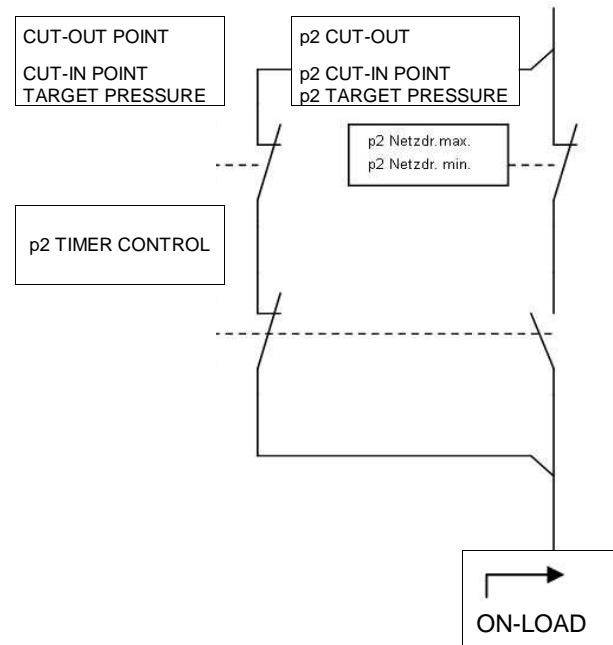 CUT-OUT POINT
CUT-IN POINT
TARGET PRESSURE
p2 CUT-OUT
p2 CUT-IN POINT
p2 TARGET PRESSURE
p2 Netzdr.max.
p2 Netzdr. min.
p2 TIMER CONTROL
ON-LOAD